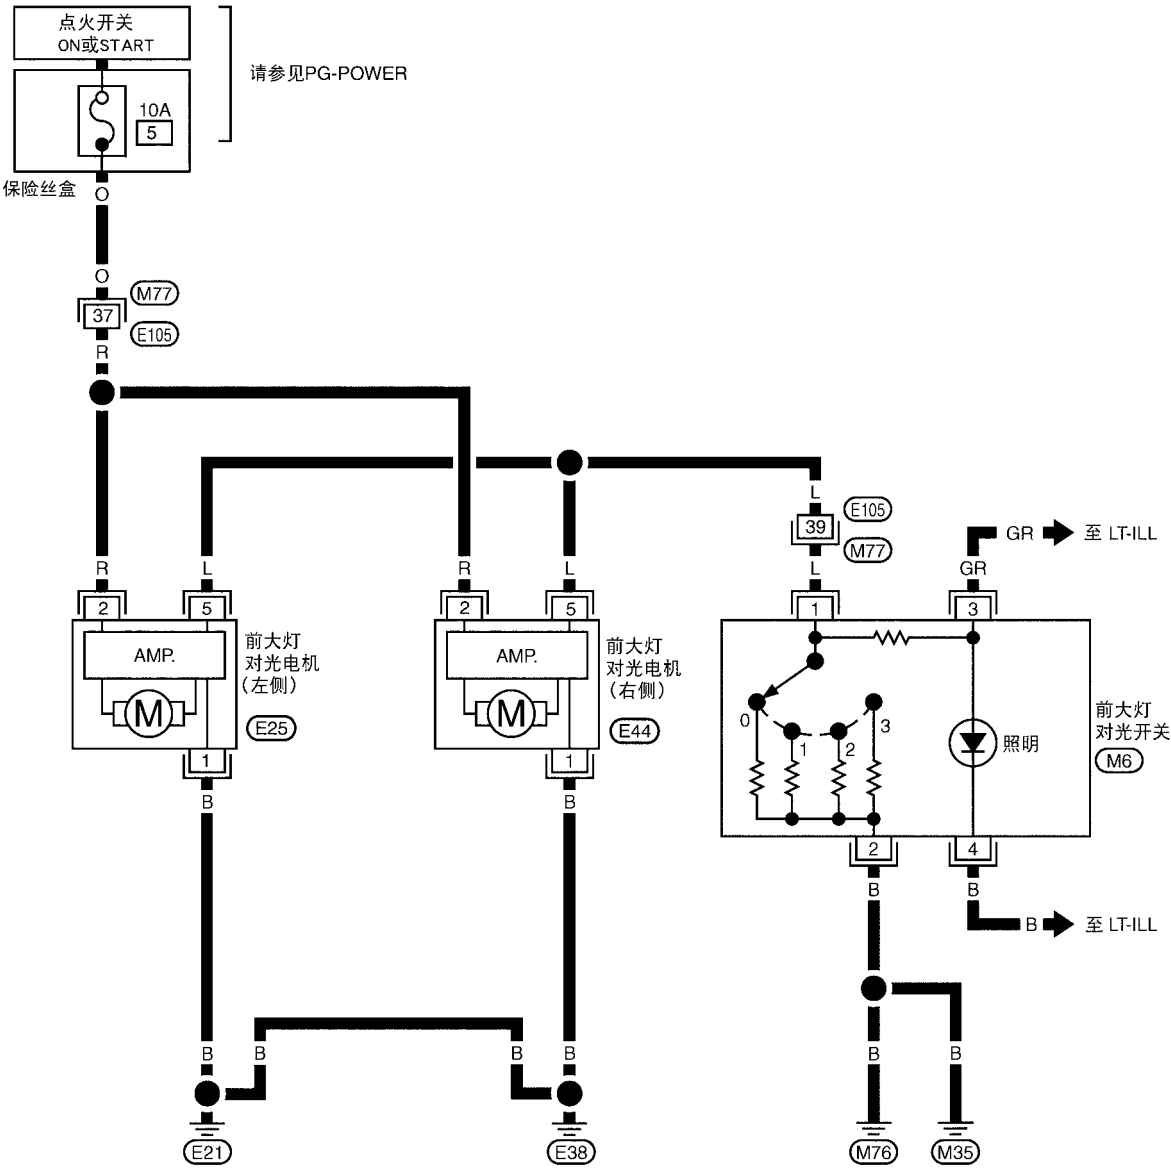 点火开关
ON或START
请参见PG-POWER
10A
5
保险丝盒
O
O
M77
37
E105
R
L
E105
39
M77
L
GR
至 LT-ILL
GR
R
L
R
L
2
5
2
5
1
3
AMP.
前大灯
对光电机
(左侧)
M
E25
AMP.
前大灯
对光电机
(右侧)
M
E44
0
1
2
3
照明
前大灯
对光开关
M6
1
1
2
4
B
B
B
B
B
至 LT-ILL
B
B
B
B
B
B
E21
E38
M76
M35